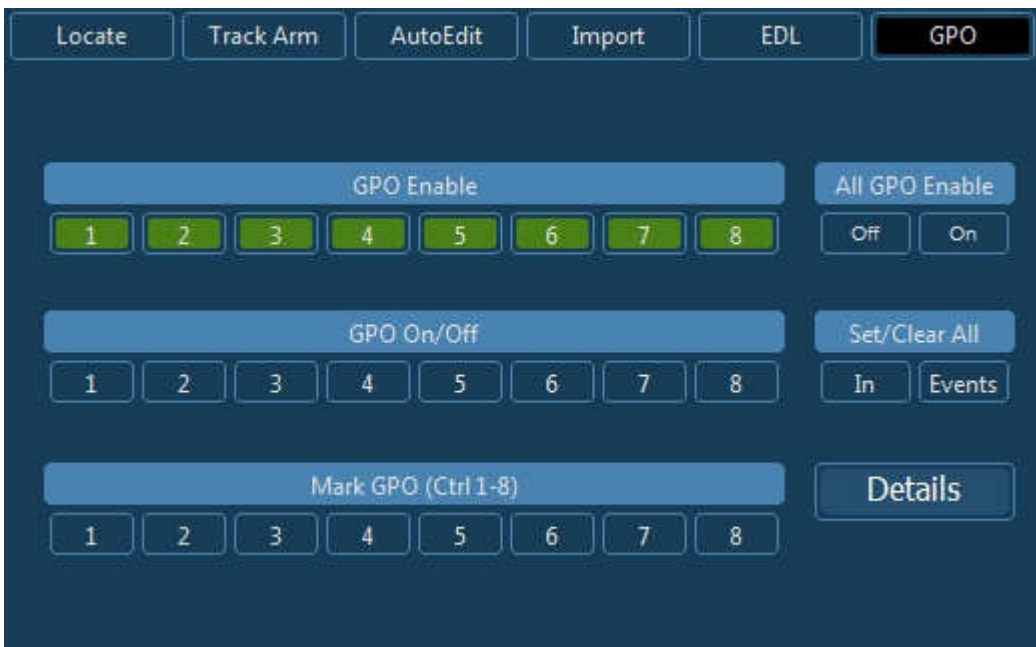 Locate Track Arm AutoEdit Import EDL GPO
GPO Enable All GPO Enable
1 2 3 4 5 6 7 8 Off On
GPO On/Off Set/Clear All
1 2 3 4 5 6 7 8 In Events
Mark GPO (Ctrl 1-8) Details
1 2 3 4 5 6 7 8